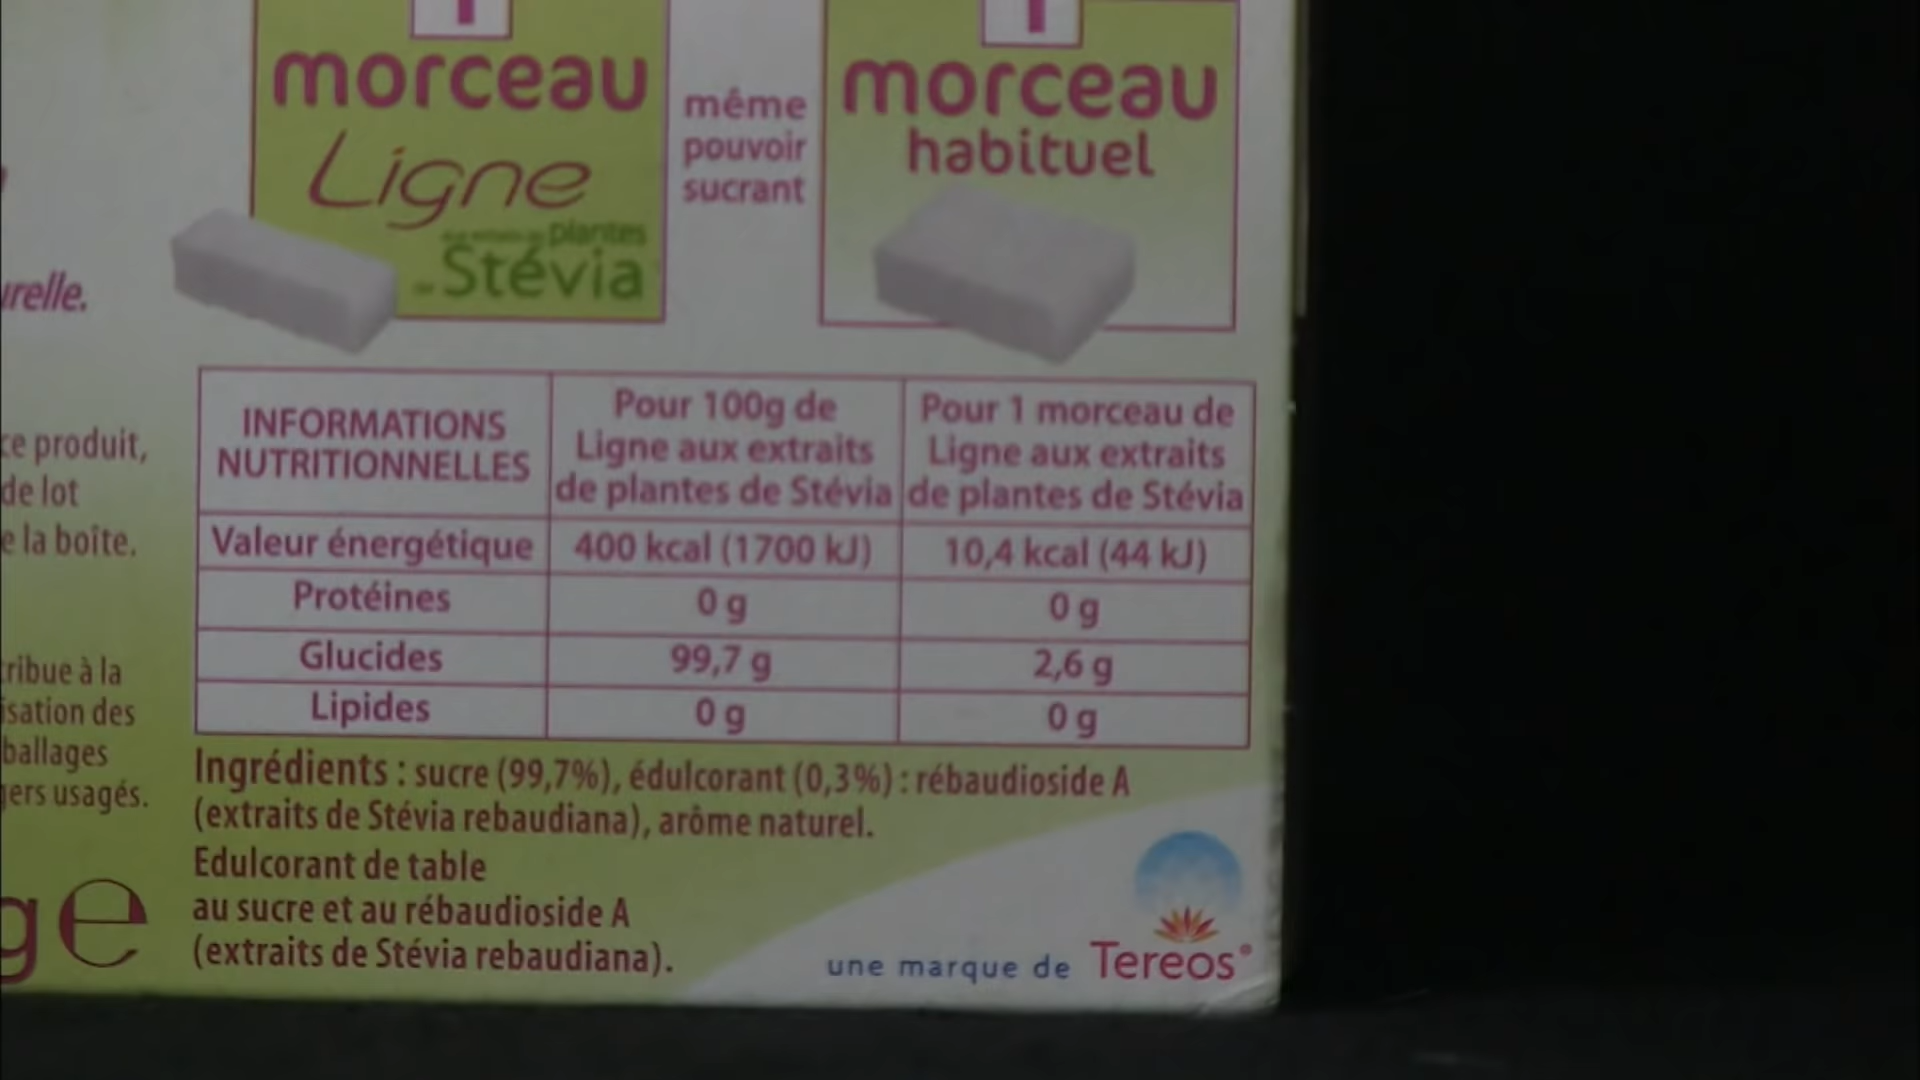 morceau
Ligne
plantes
de Stévia
même
pouvoir
sucrant
morceau
habituel
urelle.
ce produit,
de lot
e la boîte.
tribue à la
isation des
ballages
gers usagés.
ge
INFORMATIONS
NUTRITIONNELLES
Pour 100g de
Ligne aux extraits
de plantes de Stévia
Pour 1 morceau de
Ligne aux extraits
de plantes de Stévia
Valeur énergétique 400 kcal (1700 kJ) 10,4 kcal (44 kJ)
Protéines 0 g 0 g
Glucides 99,7 g 2,6 g
Lipides 0 g 0 g
Ingrédients : sucre (99,7%), édulcorant (0,3%) : rébaudioside A
(extraits de Stévia rebaudiana), arôme naturel.
Edulcorant de table
au sucre et au rébaudioside A
(extraits de Stévia rebaudiana).
une marque de Tereos